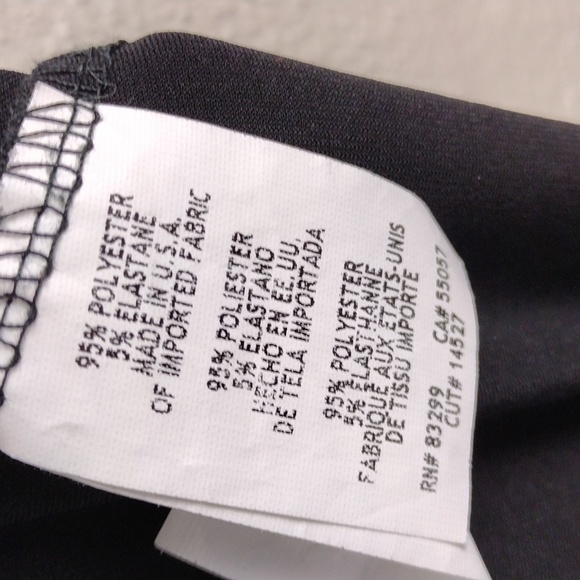 95% POLYESTER
5% ELASTANE
MADE IN U.S.A.
OF IMPORTED FABRIC
95% POLIESTER
5% ELASTANO
HECHO EN EE.UU.
DE TELA IMPORTADA
95% POLYESTER
5% ELASTHANNE
FABRIQUE AUX ETATS-UNIS
DE TISSU IMPORTE
RN# 83299 CA# 55057
CUT# 14527